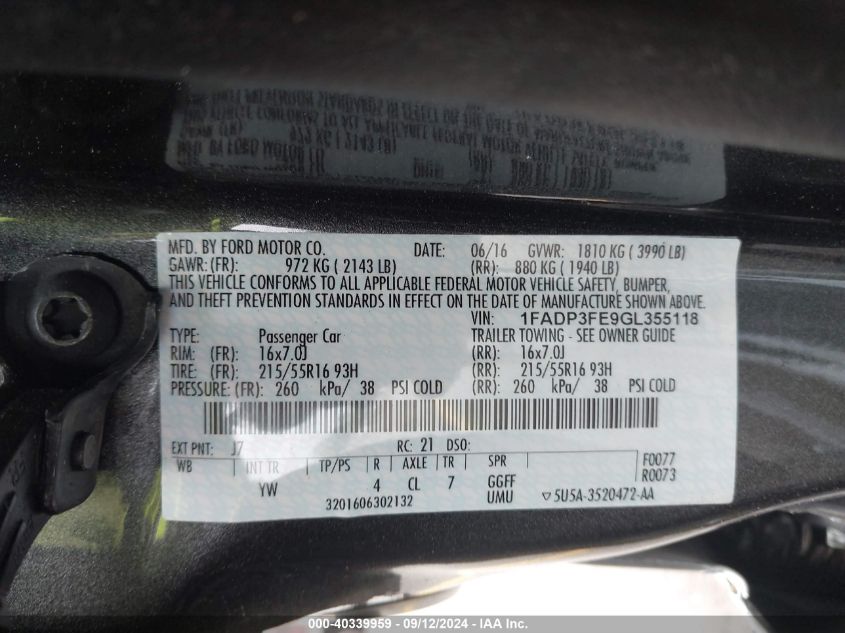 MFD. BY FORD MOTOR CO. DATE: 06/16 GVWR: 1810 KG ( 3990 LB)
GAWR: (FR): 972 KG ( 2143 LB) (RR): 880 KG ( 1940 LB)
THIS VEHICLE CONFORMS TO ALL APPLICABLE FEDERAL MOTOR VEHICLE SAFETY, BUMPER,
AND THEFT PREVENTION STANDARDS IN EFFECT ON THE DATE OF MANUFACTURE SHOWN ABOVE.
VIN: 1FADP3FE9GL355118
TYPE: Passenger Car TRAILER TOWING - SEE OWNER GUIDE
RIM: (FR): 16x7.0J (RR): 16x7.0J
TIRE: (FR): 215/55R16 93H (RR): 215/55R16 93H
PRESSURE: (FR): 260 kPa/ 38 PSI COLD (RR): 260 kPa/ 38 PSI COLD
EXT PNT: J7 RC: 21 DSO: F0077
WB INT TR TP/PS R AXLE TR SPR R0073
YW 4 CL 7 GGFF
3201606302132 UMU ▽5U5A-3520472-AA
000-40339959 - 09/12/2024 - IAA Inc.